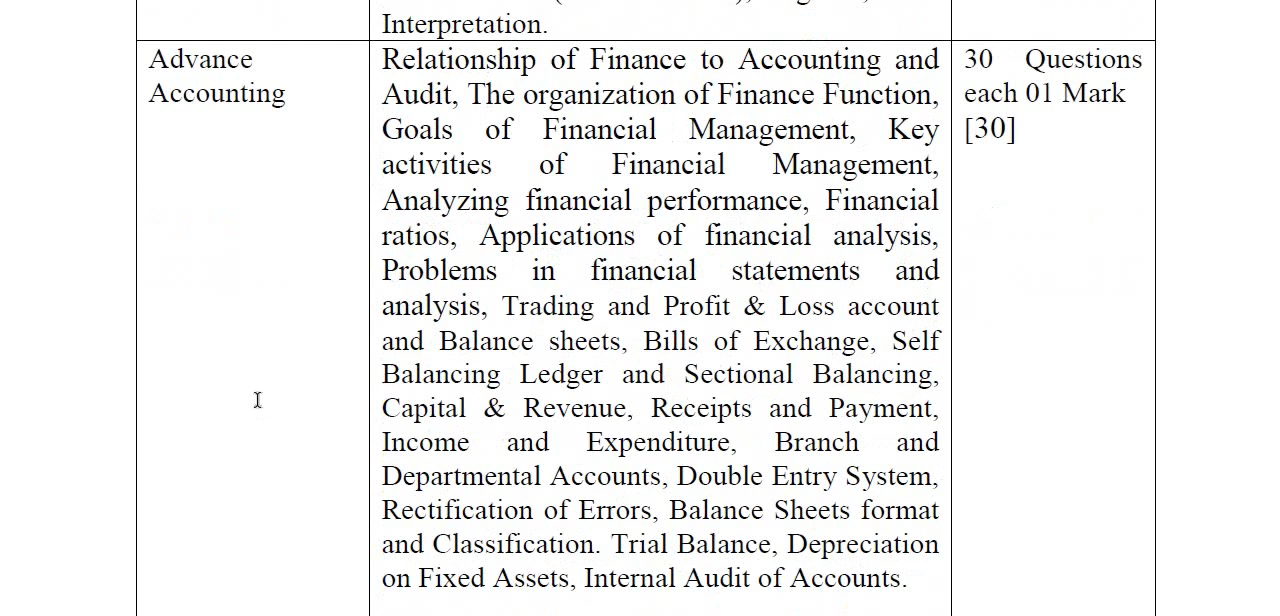 Interpretation.
Advance
Accounting
Relationship of Finance to Accounting and
Audit, The organization of Finance Function,
Goals of Financial Management, Key
activities of Financial Management,
Analyzing financial performance, Financial
ratios, Applications of financial analysis,
Problems in financial statements and
analysis, Trading and Profit & Loss account
and Balance sheets, Bills of Exchange, Self
Balancing Ledger and Sectional Balancing,
Capital & Revenue, Receipts and Payment,
Income and Expenditure, Branch and
Departmental Accounts, Double Entry System,
Rectification of Errors, Balance Sheets format
and Classification. Trial Balance, Depreciation
on Fixed Assets, Internal Audit of Accounts.
30 Questions
each 01 Mark
[30]